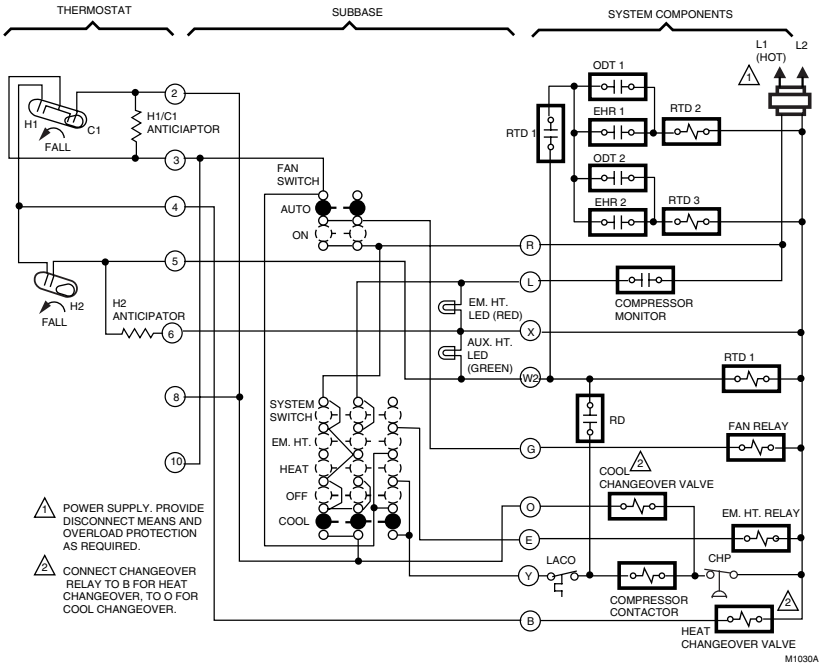 THERMOSTAT
SUBBASE
SYSTEM COMPONENTS
L1
(HOT)
L2
1
ODT 1
2
H1
C1
FALL
H1/C1
ANTICIAPTOR
RTD 1
EHR 1
RTD 2
3
FAN
SWITCH
ODT 2
4
AUTO
EHR 2
RTD 3
ON
R
5
L
H2
FALL
H2
ANTICIPATOR
EM. HT.
LED (RED)
COMPRESSOR
MONITOR
6
X
AUX. HT.
LED
(GREEN)
RTD 1
W2
8
SYSTEM
SWITCH
RD
FAN RELAY
EM. HT.
G
10
HEAT
2
COOL
CHANGEOVER VALVE
OFF
O
EM. HT. RELAY
COOL
E
1 POWER SUPPLY. PROVIDE
DISCONNECT MEANS AND
OVERLOAD PROTECTION
AS REQUIRED.
LACO
CHP
Y
2 CONNECT CHANGEOVER
RELAY TO B FOR HEAT
CHANGEOVER, TO O FOR
COOL CHANGEOVER.
COMPRESSOR
CONTACTOR
2
B
HEAT
CHANGEOVER VALVE
M1030A